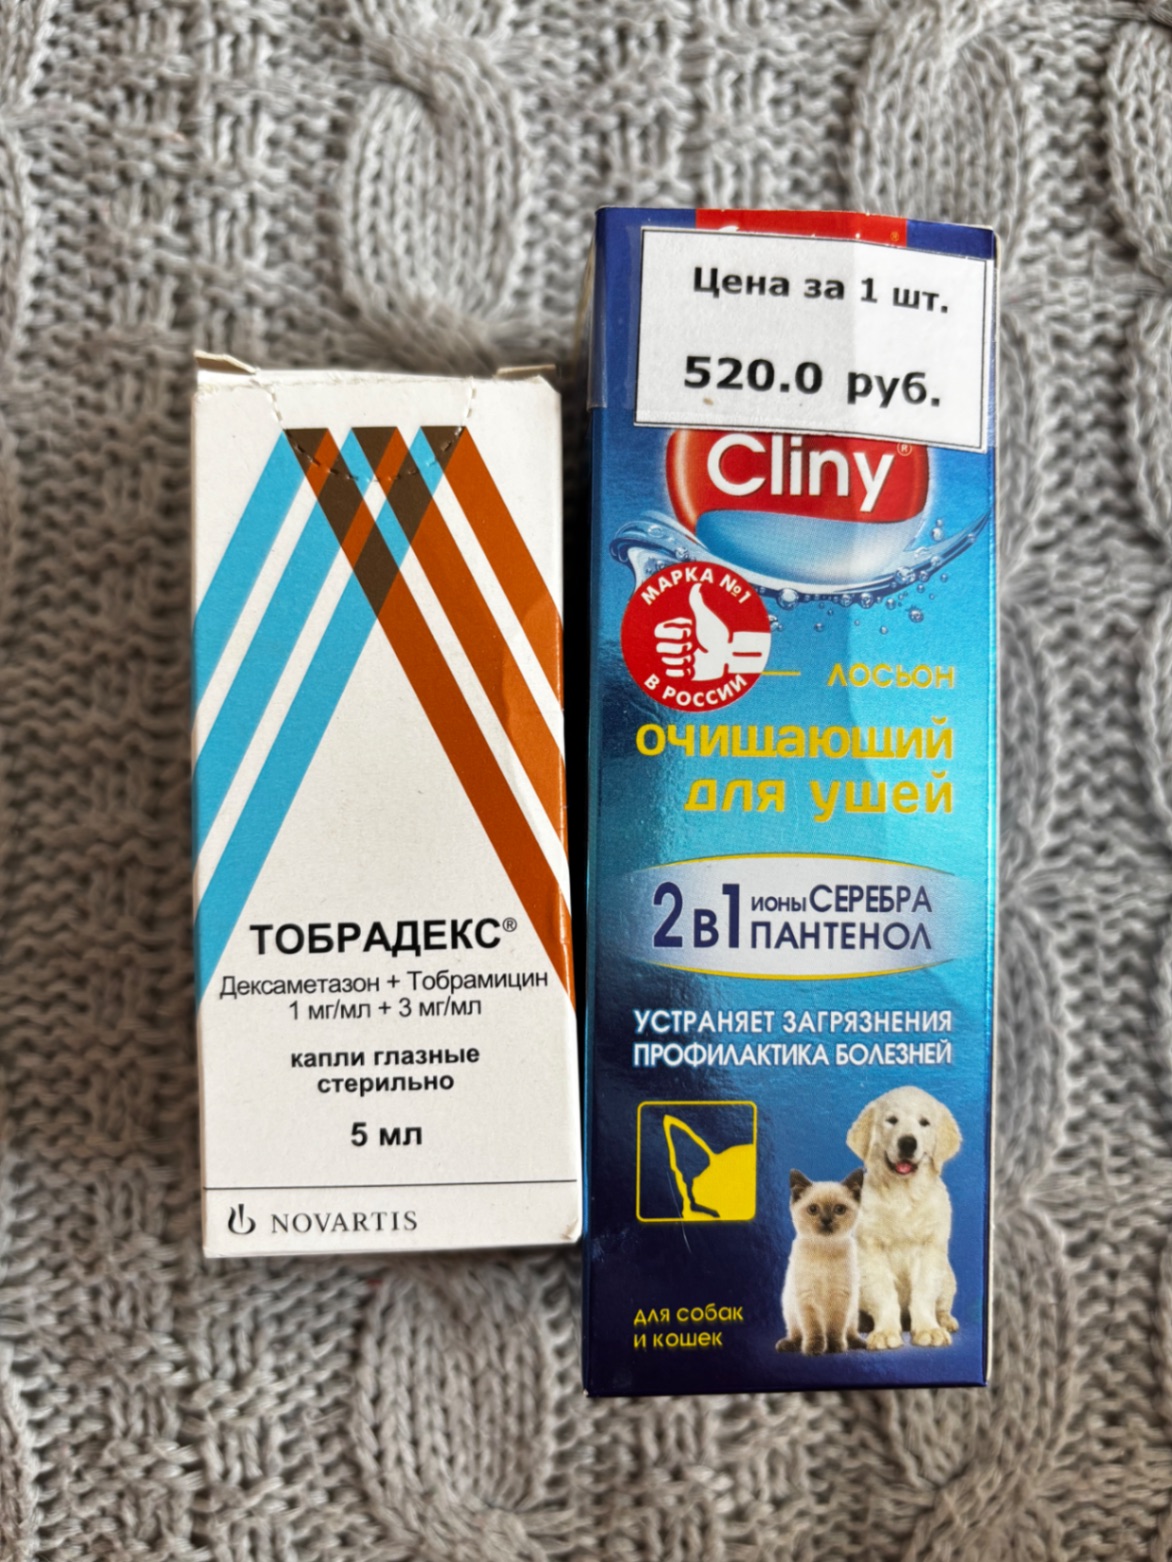 ТОБРАДЕКС®
Дексаметазон + Тобрамицин
1 мг/мл + 3 мг/мл
капли глазные
стерильно
5 мл
NOVARTIS
Цена за 1 шт.
520.0 руб.
Cliny®
МАРКА №1
В РОССИИ
ЛОСЬОН
ОЧИЩАЮЩИЙ
ДЛЯ УШЕЙ
2 в 1 ионы СЕРЕБРА
ПАНТЕНОЛ
УСТРАНЯЕТ ЗАГРЯЗНЕНИЯ
ПРОФИЛАКТИКА БОЛЕЗНЕЙ
для собак
и кошек